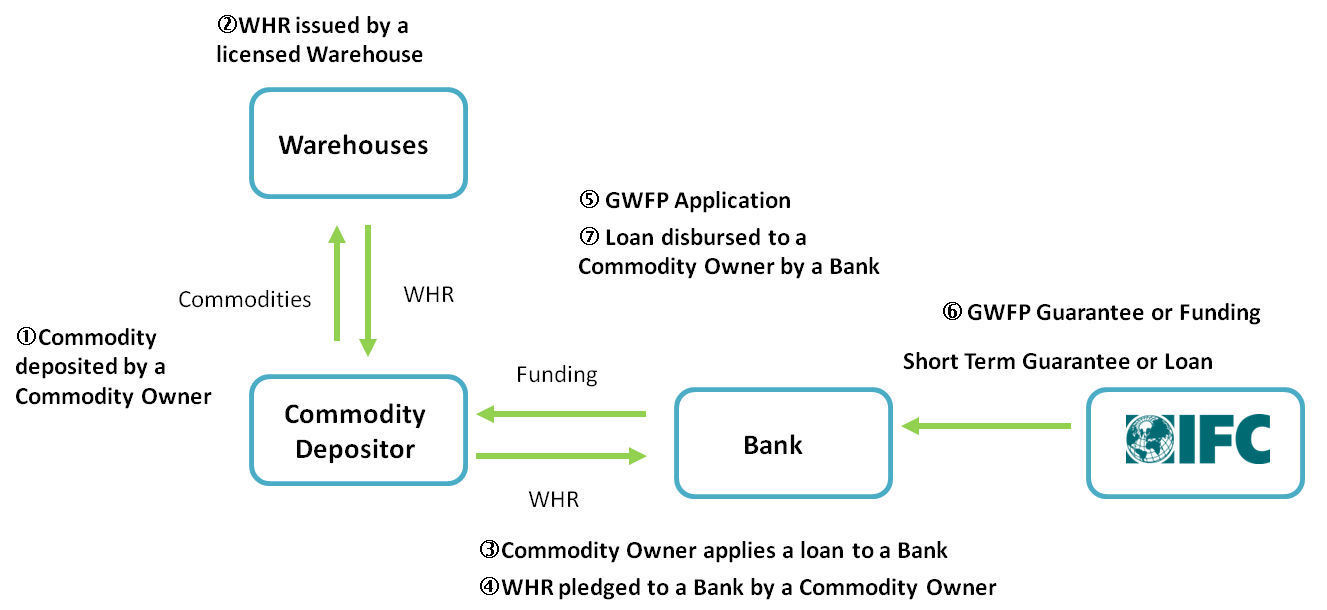 ②WHR issued by a
licensed Warehouse
Warehouses
⑤ GWFP Application
⑦ Loan disbursed to a
Commodity Owner by a Bank
Commodities
WHR
①Commodity
deposited by a
Commodity Owner
⑥ GWFP Guarantee or Funding
Short Term Guarantee or Loan
Funding
Commodity
Depositor
Bank
IFC
WHR
③Commodity Owner applies a loan to a Bank
④WHR pledged to a Bank by a Commodity Owner